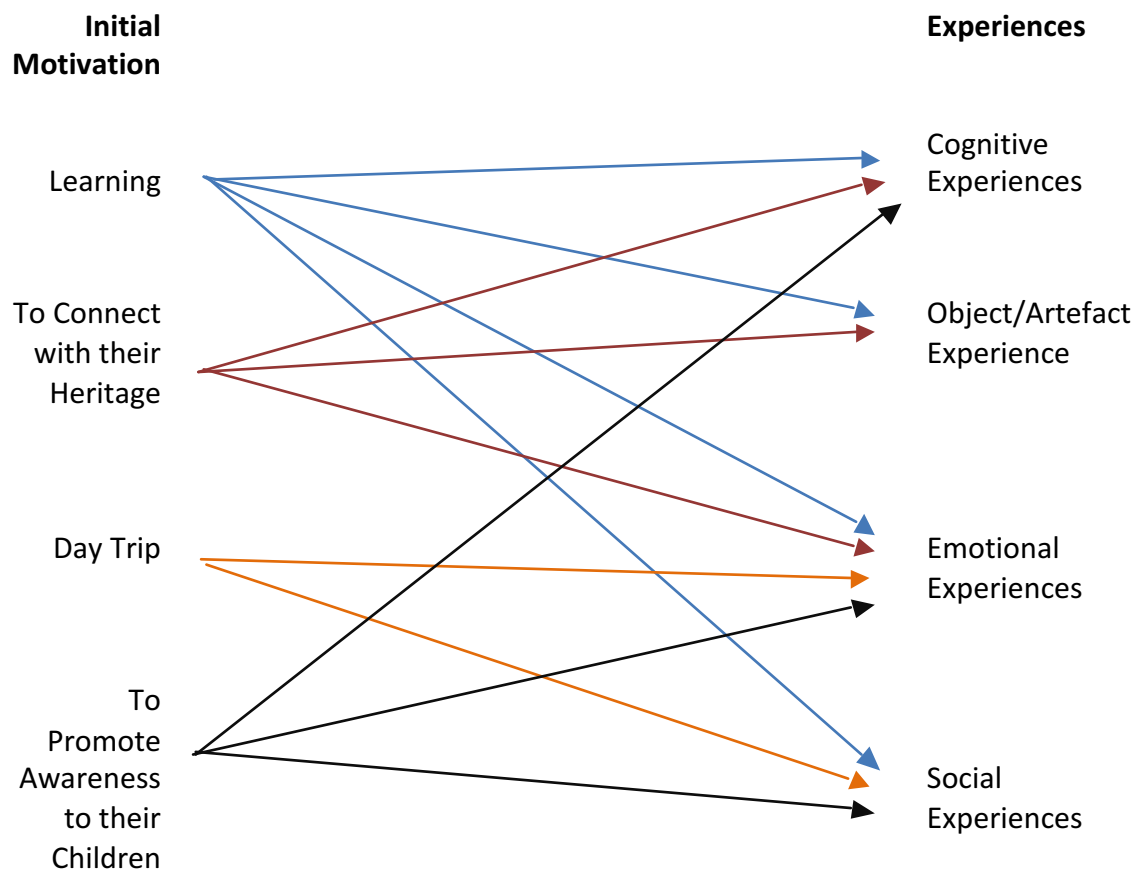 Initial
Motivation
Experiences
Learning
Cognitive
Experiences
To Connect
with their
Heritage
Object/Artefact
Experience
Day Trip
Emotional
Experiences
To
Promote
Awareness
to their
Children
Social
Experiences